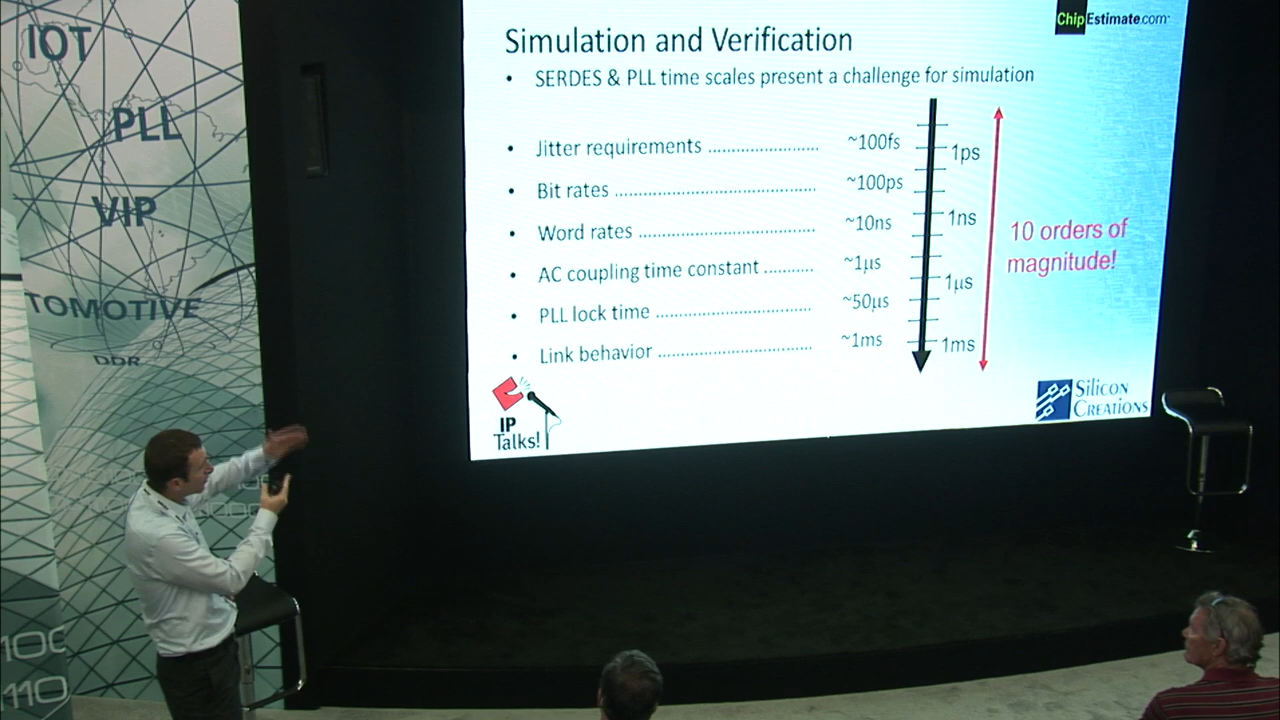 IOT
PLL
VIP
TOMOTIVE
DDR
100
110
ChipEstimate.com
Simulation and Verification
• SERDES & PLL time scales present a challenge for simulation
• Jitter requirements ....................... ~100fs
• Bit rates .......................................... ~100ps
• Word rates ..................................... ~10ns
• AC coupling time constant ........... ~1µs
• PLL lock time ................................. ~50µs
• Link behavior ................................. ~1ms
1ps
1ns
1µs
1ms
10 orders of
magnitude!
IP
Talks!
SILICON
CREATIONS